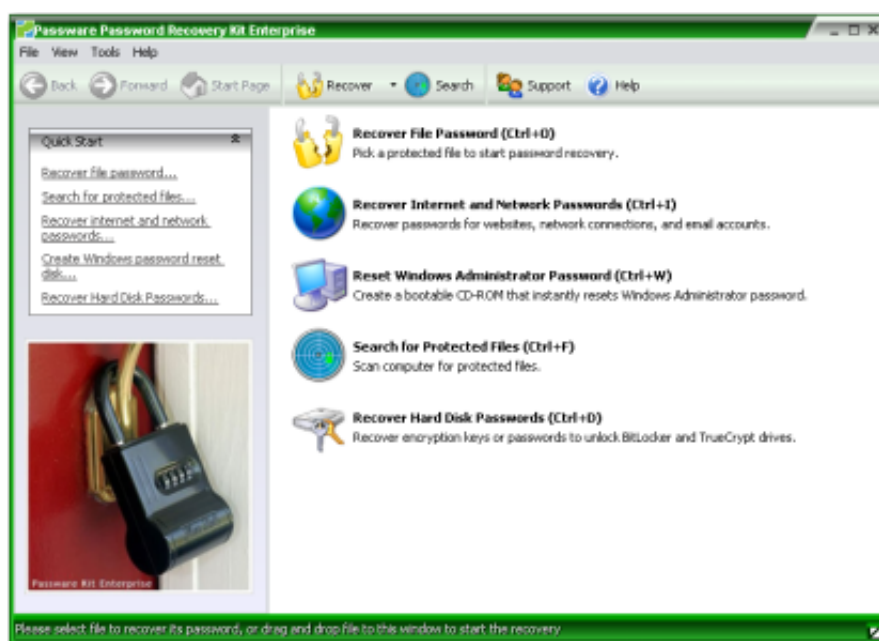 Passware Password Recovery Kit Enterprise
File View Tools Help
Back Forward Start Page Recover Search Support Help
Quick Start
Recover file password...
Search for protected files...
Recover internet and network
passwords...
Create Windows password reset
disk...
Recover Hard Disk Passwords...
Recover File Password (Ctrl+O)
Pick a protected file to start password recovery.
Recover Internet and Network Passwords (Ctrl+I)
Recover passwords for websites, network connections, and email accounts.
Reset Windows Administrator Password (Ctrl+W)
Create a bootable CD-ROM that instantly resets Windows Administrator password.
Search for Protected Files (Ctrl+F)
Scan computer for protected files.
Recover Hard Disk Passwords (Ctrl+D)
Recover encryption keys or passwords to unlock BitLocker and TrueCrypt drives.
Passware Kit Enterprise
Please select file to recover its password, or drag and drop file to this window to start the recovery